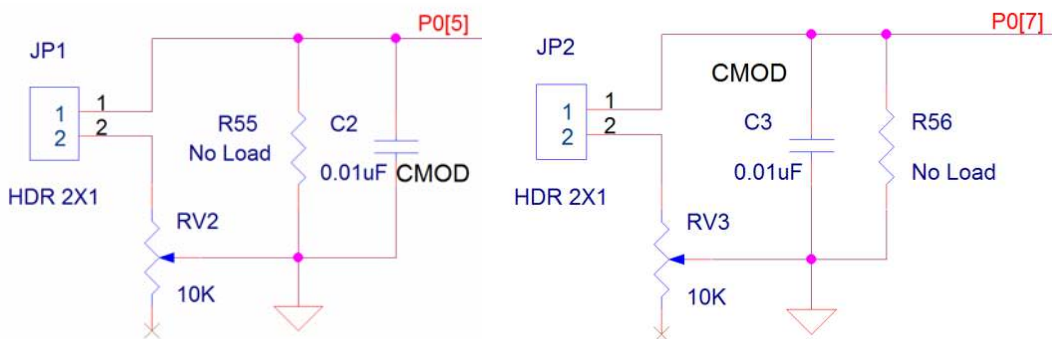 P0[5]
JP1
1
1
2
2
R55
No Load
C2
0.01uF
CMOD
HDR 2X1
RV2
10K
P0[7]
JP2
CMOD
1
1
2
2
C3
0.01uF
R56
No Load
HDR 2X1
RV3
10K